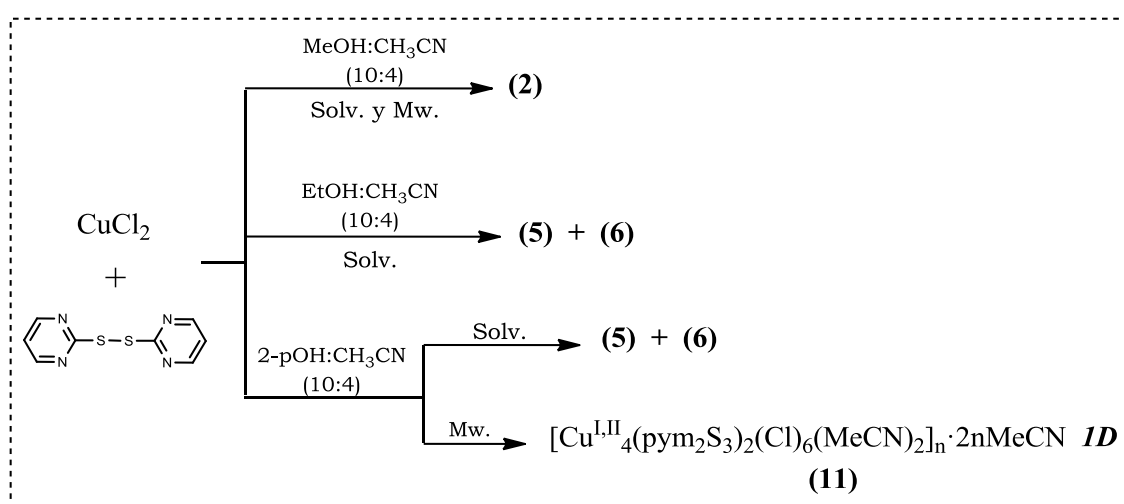 MeOH:CH₃CN
(10:4)
Solv. y Mw.
(2)
EtOH:CH₃CN
(10:4)
Solv.
(5) + (6)
CuCl₂
+
N
N
S–S
N
N
2-pOH:CH₃CN
(10:4)
Solv.
(5) + (6)
Mw.
[Cuᴵ,ᴵᴵ₄(pym₂S₃)₂(Cl)₆(MeCN)₂]ₙ·2nMeCN 1D
(11)